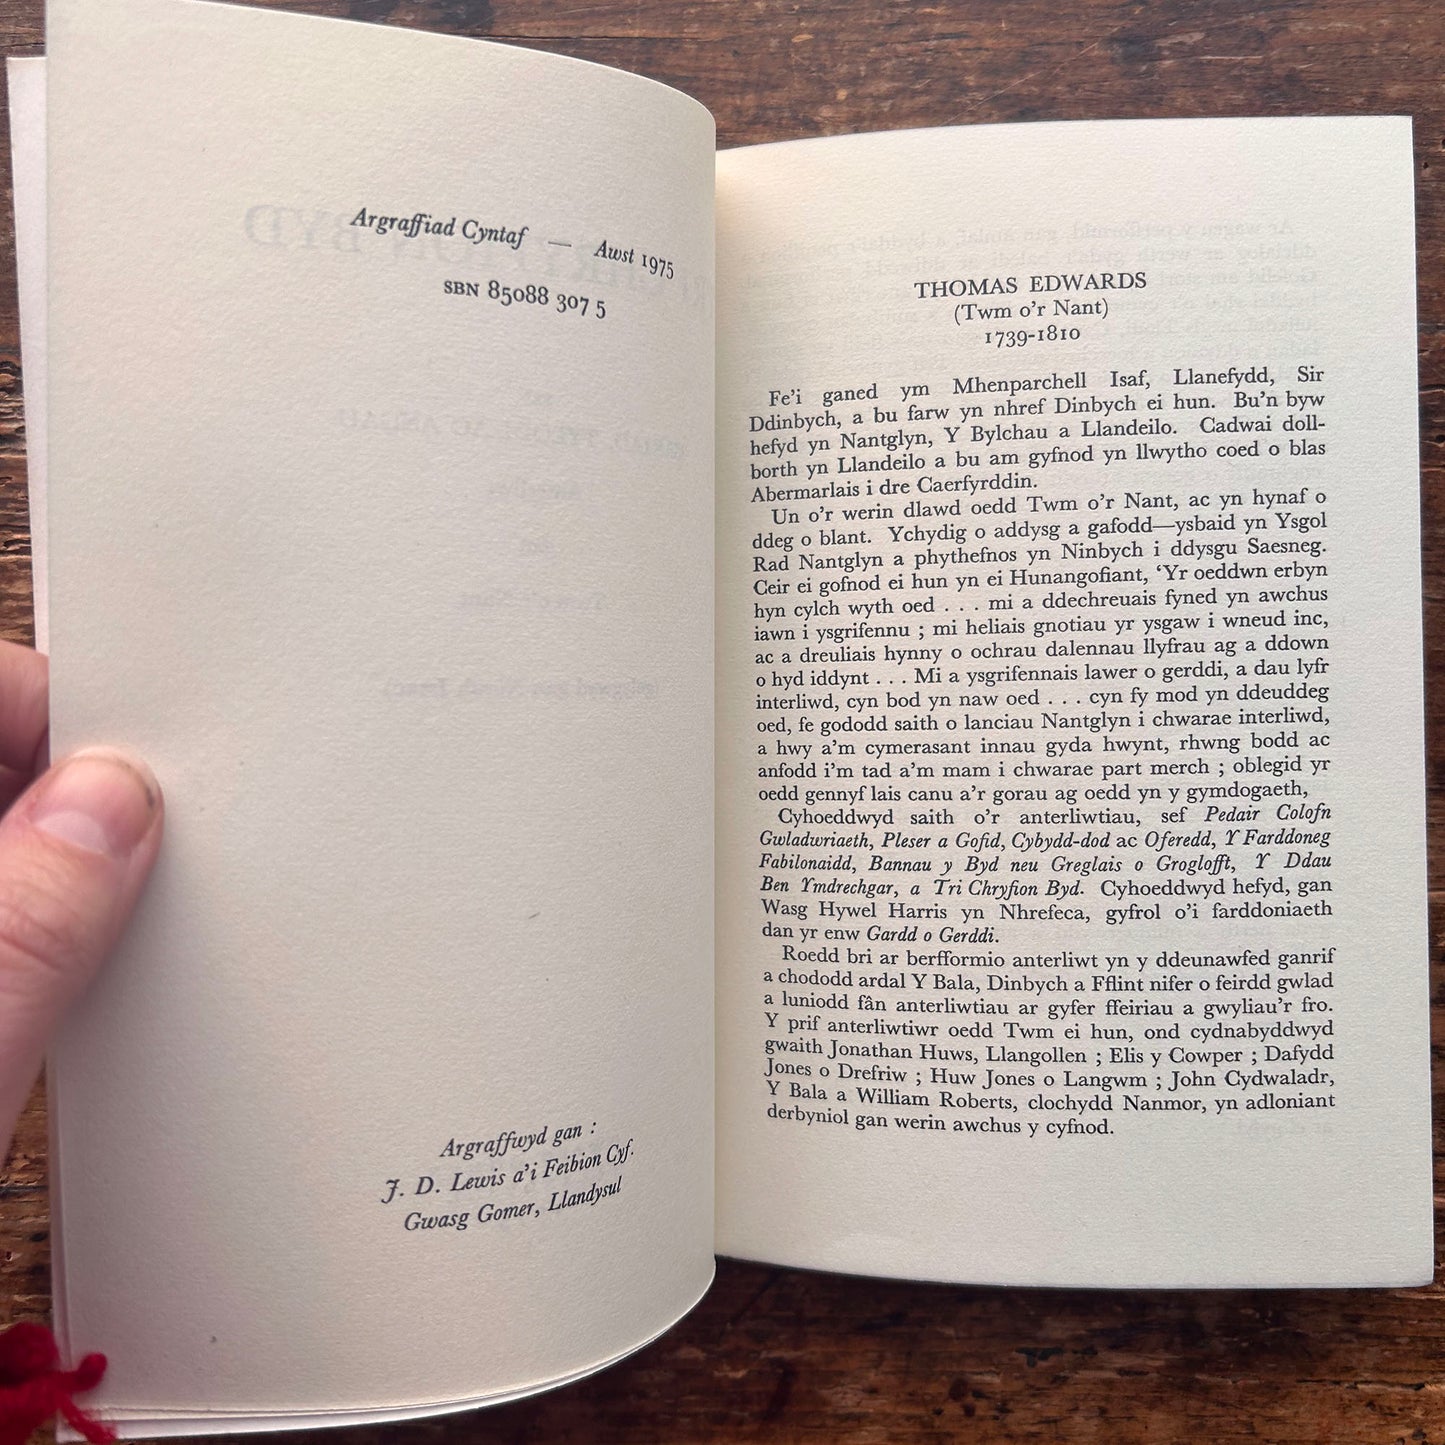 Argraffiad Cyntaf — Awst 1975
SBN 85088 307 5
Argraffwyd gan :
J. D. Lewis a'i Feibion Cyf.
Gwasg Gomer, Llandysul
THOMAS EDWARDS
(Twm o'r Nant)
1739-1810
Fe'i ganed ym Mhenparchell Isaf, Llanefydd, Sir
Ddinbych, a bu farw yn nhref Dinbych ei hun. Bu'n byw
hefyd yn Nantglyn, Y Bylchau a Llandeilo. Cadwai doll-
borth yn Llandeilo a bu am gyfnod yn llwytho coed o blas
Abermarlais i dre Caerfyrddin.
Un o'r werin dlawd oedd Twm o'r Nant, ac yn hynaf o
ddeg o blant. Ychydig o addysg a gafodd—ysbaid yn Ysgol
Rad Nantglyn a phythefnos yn Ninbych i ddysgu Saesneg.
Ceir ei gofnod ei hun yn ei Hunangofiant, 'Yr oeddwn erbyn
hyn cylch wyth oed . . . mi a ddechreuais fyned yn awchus
iawn i ysgrifennu ; mi heliais gnotiau yr ysgaw i wneud inc,
ac a dreuliais hynny o ochrau dalennau llyfrau ag a ddown
o hyd iddynt . . . Mi a ysgrifennais lawer o gerddi, a dau lyfr
interliwd, cyn bod yn naw oed . . . cyn fy mod yn ddeuddeg
oed, fe gododd saith o lanciau Nantglyn i chwarae interliwd,
a hwy a'm cymerasant innau gyda hwynt, rhwng bodd ac
anfodd i'm tad a'm mam i chwarae part merch ; oblegid yr
oedd gennyf lais canu a'r gorau ag oedd yn y gymdogaeth,
Cyhoeddwyd saith o'r anterliwtiau, sef Pedair Colofn
Gwladwriaeth, Pleser a Gofid, Cybydd-dod ac Oferedd, Y Farddoneg
Fabilonaidd, Bannau y Byd neu Greglais o Groglofft, Y Ddau
Ben Ymdrechgar, a Tri Chryfion Byd. Cyhoeddwyd hefyd, gan
Wasg Hywel Harris yn Nhrefeca, gyfrol o'i farddoniaeth
dan yr enw Gardd o Gerddi.
Roedd bri ar berfformio anterliwt yn y ddeunawfed ganrif
a chododd ardal Y Bala, Dinbych a Fflint nifer o feirdd gwlad
a luniodd fân anterliwtiau ar gyfer ffeiriau a gwyliau'r fro.
Y prif anterliwtiwr oedd Twm ei hun, ond cydnabyddwyd
gwaith Jonathan Huws, Llangollen ; Elis y Cowper ; Dafydd
Jones o Drefriw ; Huw Jones o Langwm ; John Cydwaladr,
Y Bala a William Roberts, clochydd Nanmor, yn adloniant
derbyniol gan werin awchus y cyfnod.